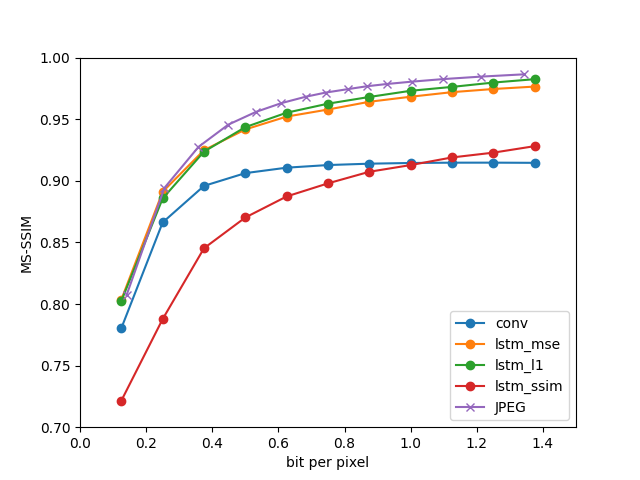 1.00
0.95
0.90
0.85
0.80
0.75
0.70
MS-SSIM
0.0 0.2 0.4 0.6 0.8 1.0 1.2 1.4
bit per pixel
conv
lstm_mse
lstm_l1
lstm_ssim
JPEG